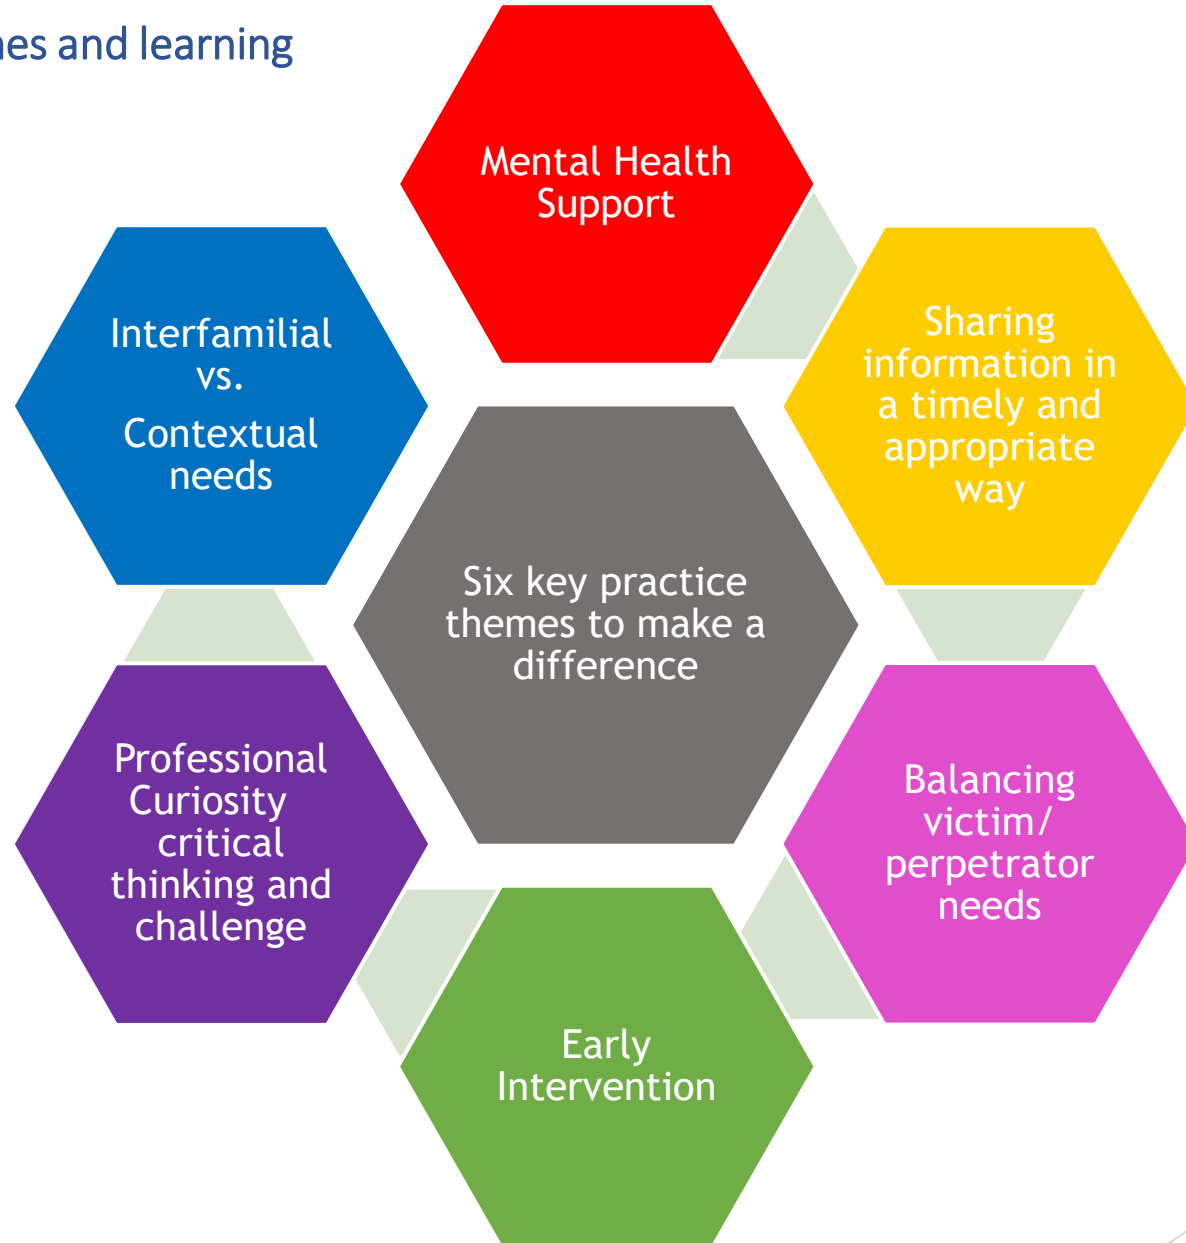 and learning
Mental Health
Support
Sharing
information in
a timely and
appropriate
way
Balancing
victim/
perpetrator
needs
Early
Intervention
Professional
Curiosity
critical
thinking and
challenge
Interfamilial
vs.
Contextual
needs
Six key practice
themes to make a
difference